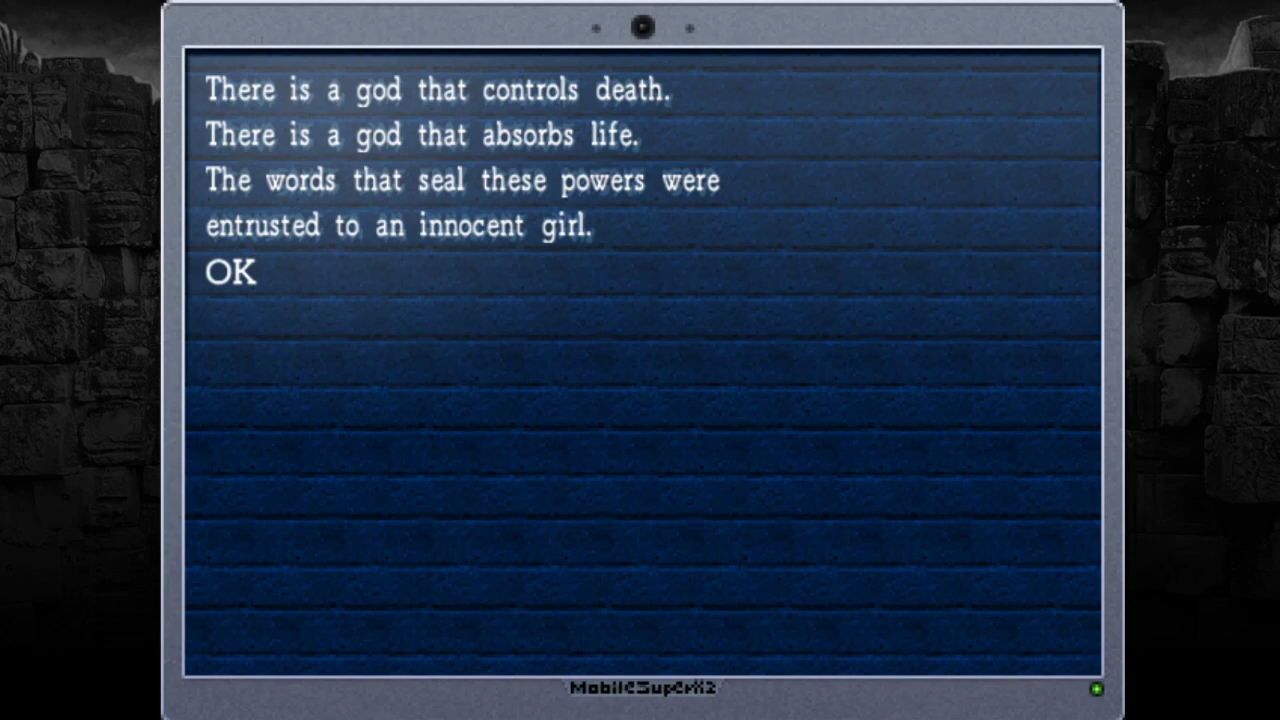 There is a god that controls death.
There is a god that absorbs life.
The words that seal these powers were
entrusted to an innocent girl.
OK
MobileSuperX2